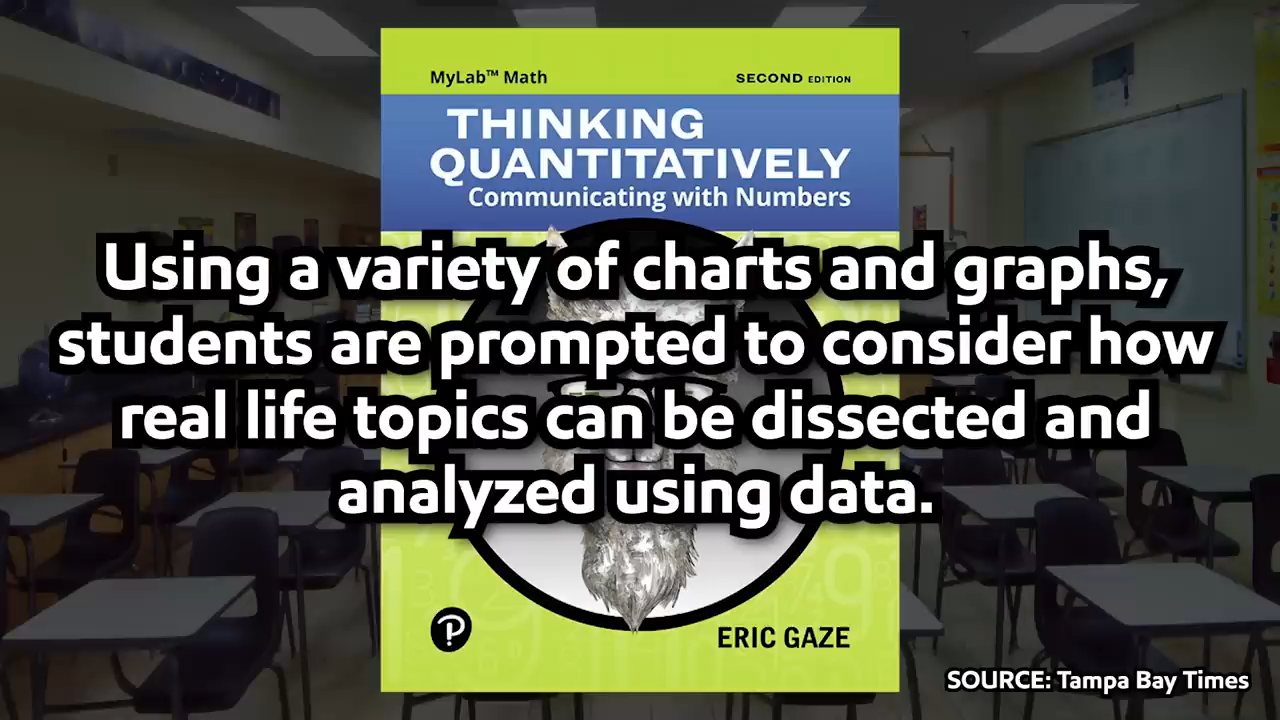 MyLab™ Math
SECOND EDITION
THINKING
QUANTITATIVELY
Communicating with Numbers
Using a variety of charts and graphs,
students are prompted to consider how
real life topics can be dissected and
analyzed using data.
P
ERIC GAZE
SOURCE: Tampa Bay Times